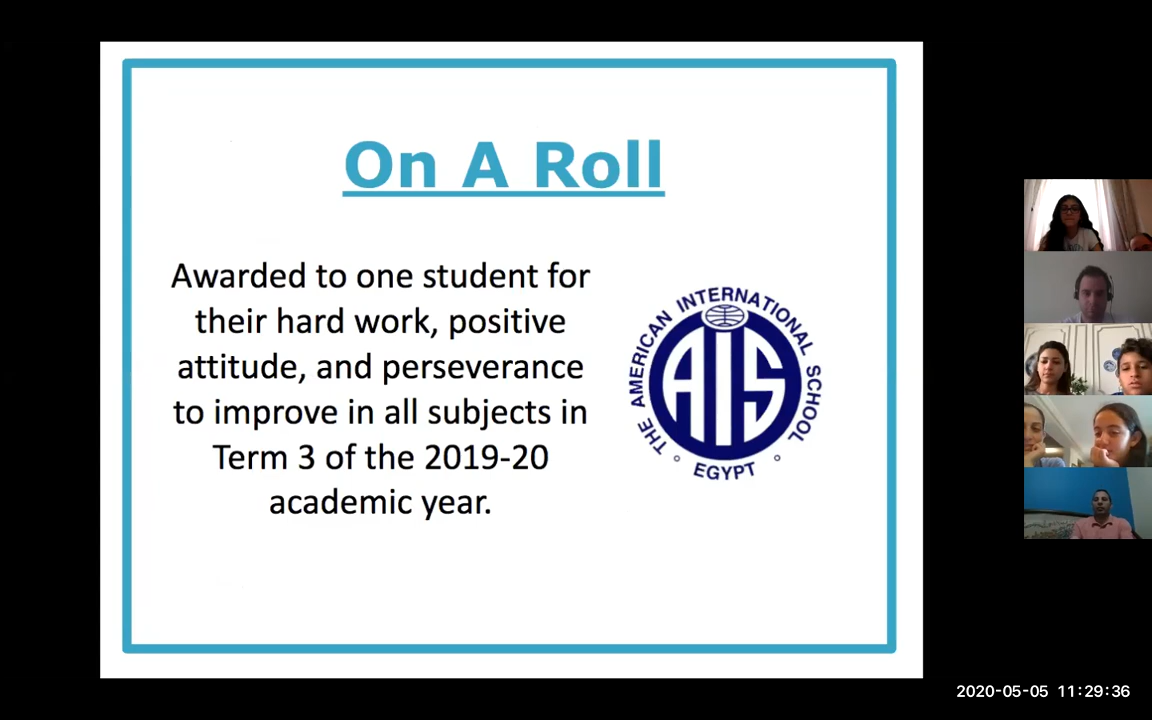 On A Roll
Awarded to one student for
their hard work, positive
attitude, and perseverance
to improve in all subjects in
Term 3 of the 2019-20
academic year.
THE AMERICAN INTERNATIONAL SCHOOL
AIS
EGYPT
2020-05-05 11:29:36